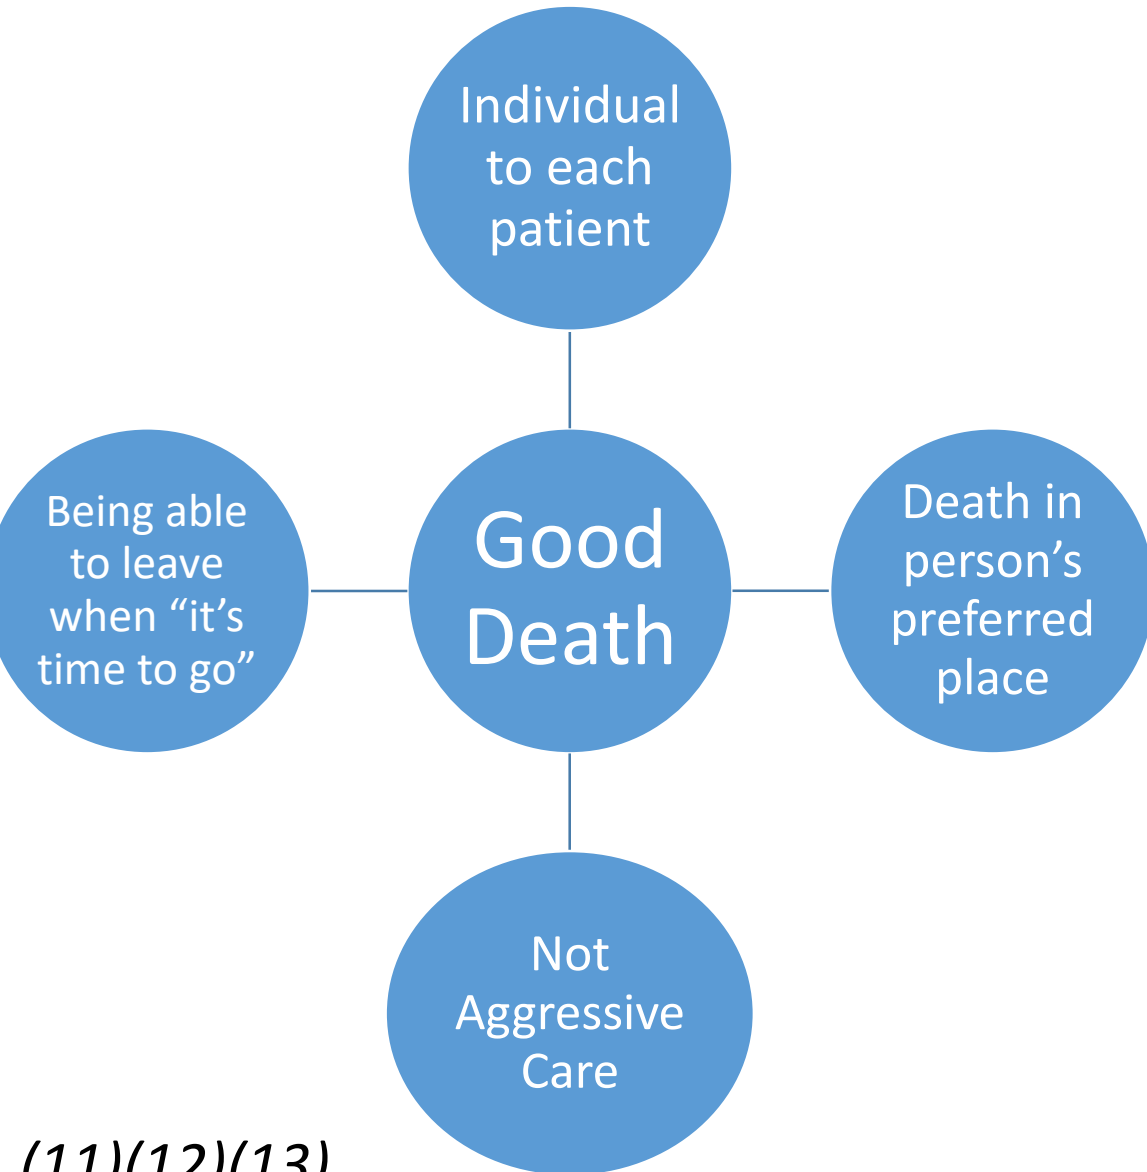 Individual
to each
patient
Being able
to leave
when “it’s
time to go”
Good
Death
Death in
person’s
preferred
place
Not
Aggressive
Care
(11)(12)(13)